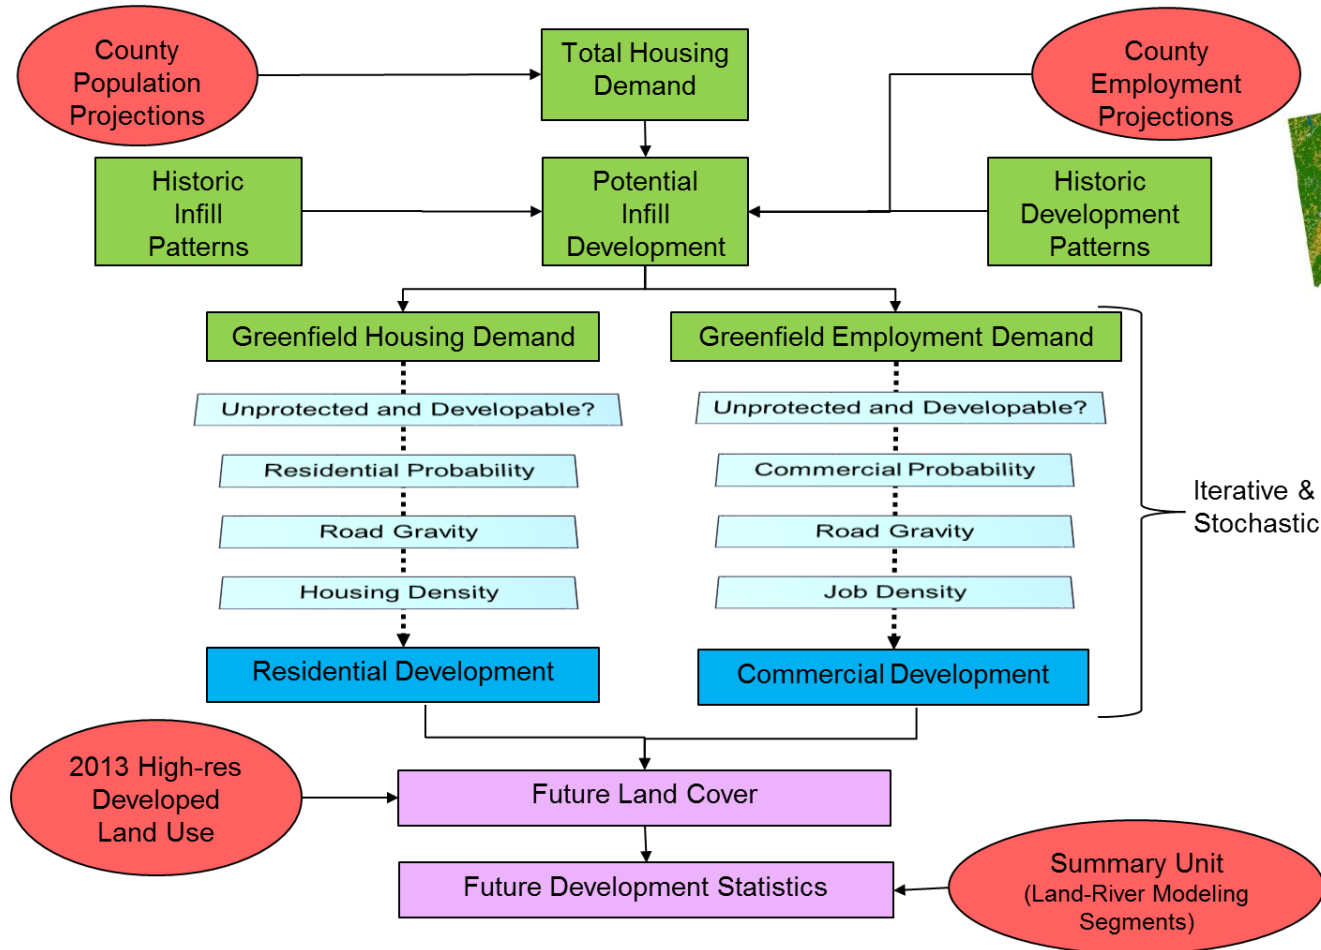 County
Population
Projections
Total Housing
Demand
County
Employment
Projections
Historic
Infill
Patterns
Potential
Infill
Development
Historic
Development
Patterns
Greenfield Housing Demand
Greenfield Employment Demand
Unprotected and Developable?
Unprotected and Developable?
Residential Probability
Commercial Probability
Road Gravity
Road Gravity
Housing Density
Job Density
Iterative &
Stochastic
Residential Development
Commercial Development
2013 High-res
Developed
Land Use
Future Land Cover
Future Development Statistics
Summary Unit
(Land-River Modeling
Segments)